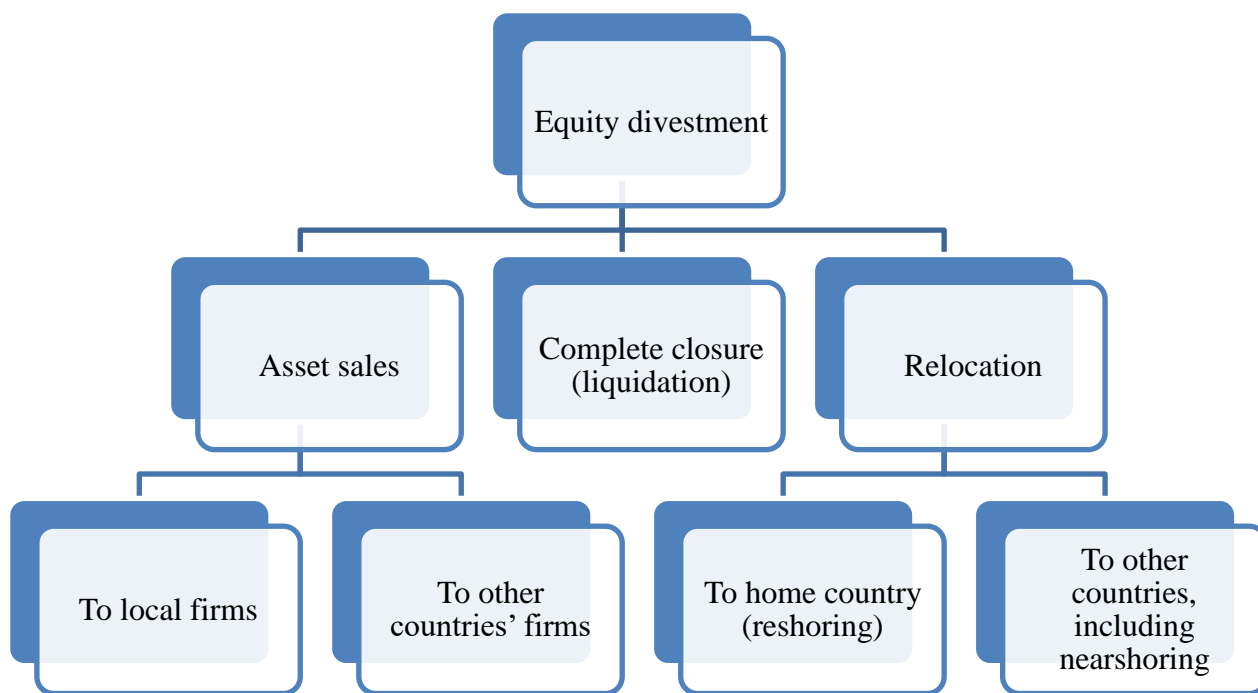 Equity divestment
Asset sales
Complete closure
(liquidation)
Relocation
To local firms
To other
countries’ firms
To home country
(reshoring)
To other
countries,
including
nearshoring